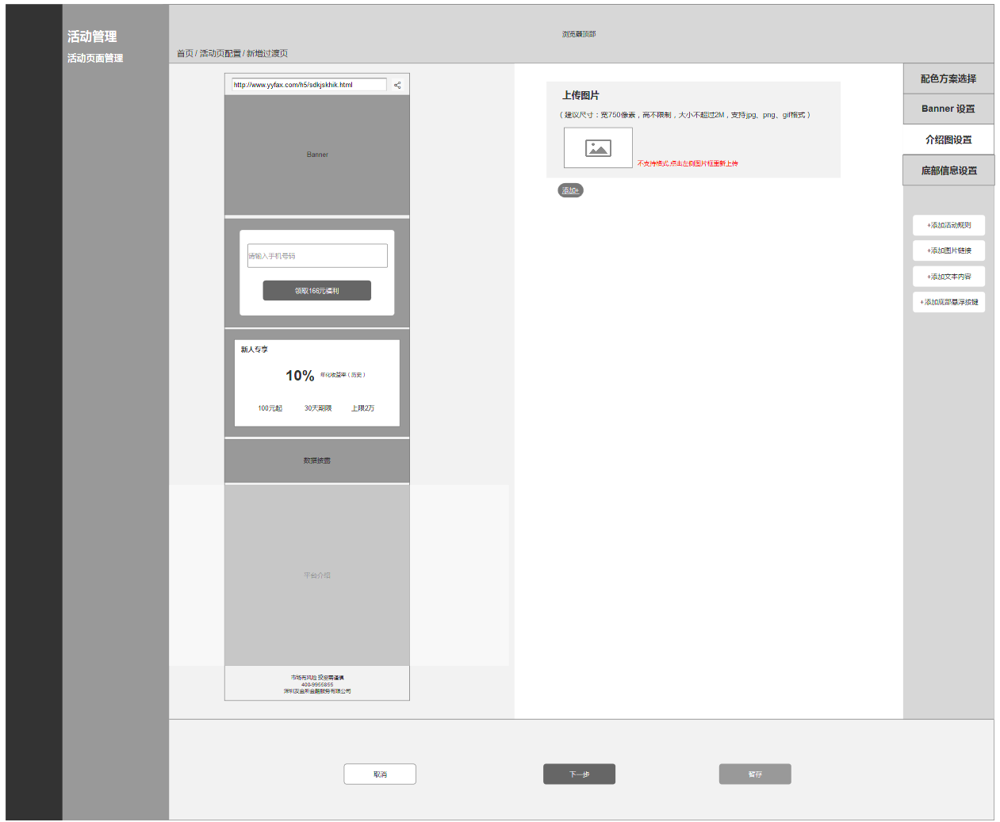 活动管理
活动页面管理
浏览器顶部
首页 / 活动页配置 / 新增过渡页
http://www.yyfax.com/h5/sdkjskhik.html
Banner
请输入手机号码
领取166元福利
新人专享
10% 年化收益率（历史）
100元起 30天期限 上限2万
数据披露
平台介绍
市场有风险 投资需谨慎
400-9955855
深圳友金所金融服务有限公司
上传图片
（ 建议尺寸：宽750像素，高不限制，大小不超过2M，支持jpg、png、gif格式 ）
不支持格式,点击左侧图片框重新上传
添加+
配色方案选择
Banner 设置
介绍图设置
底部信息设置
+添加活动规则
+添加图片链接
+添加文本内容
+添加底部悬浮按键
取消
下一步
暂存